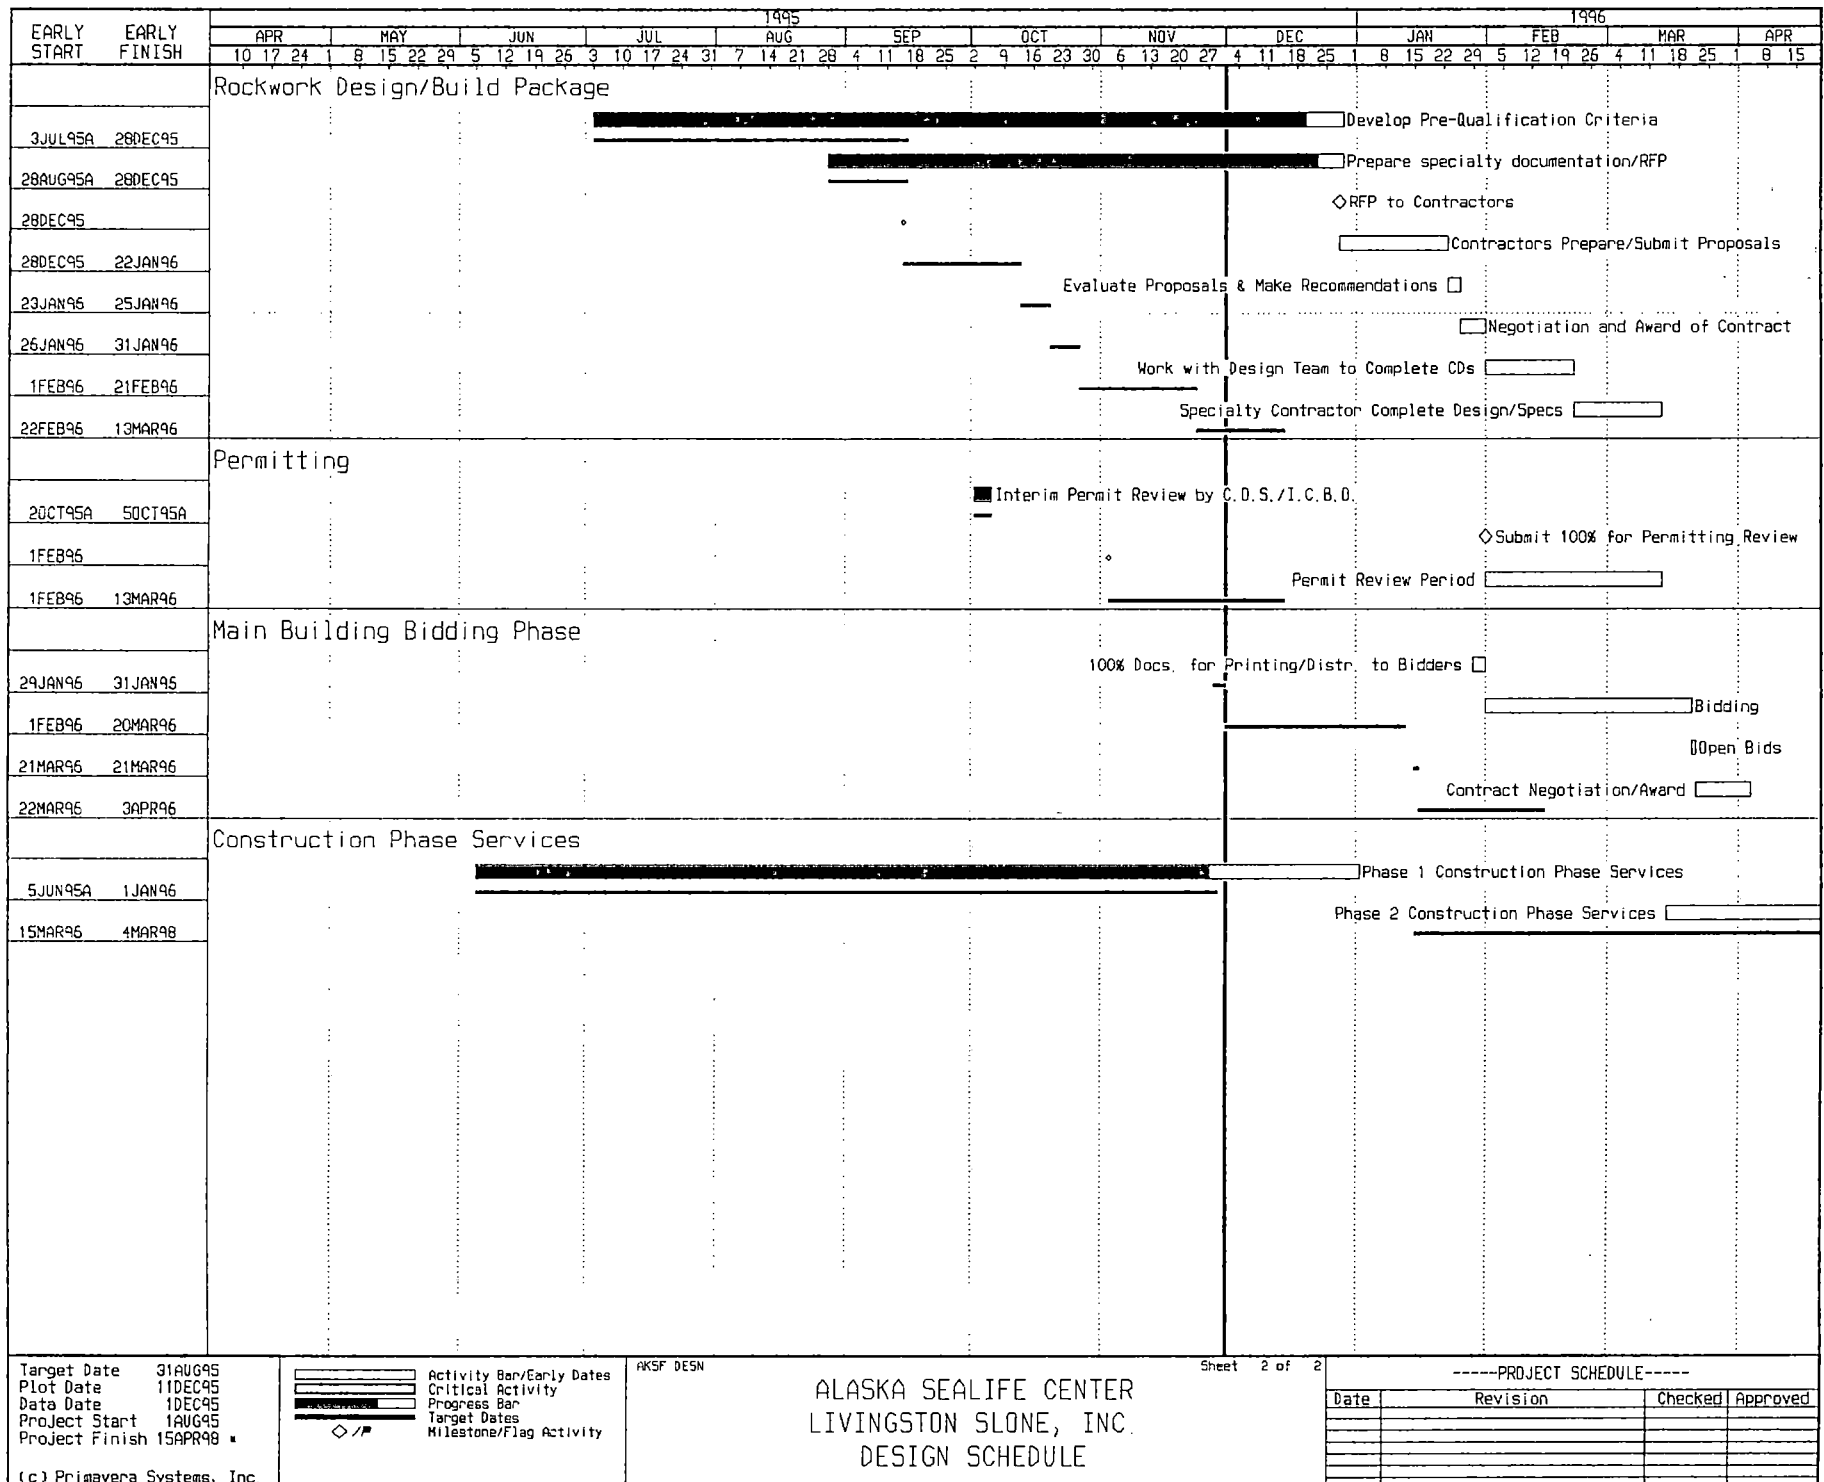 1995 1996
EARLY START EARLY FINISH
APR MAY JUN JUL AUG SEP OCT NOV DEC JAN FEB MAR APR
10 17 24 1 8 15 22 29 5 12 19 26 3 10 17 24 31 7 14 21 28 4 11 18 25 2 9 16 23 30 6 13 20 27 4 11 18 25 1 8 15 22 29 5 12 19 26 4 11 18 25 1 8 15
Rockwork Design/Build Package
3JUL95A 28DEC95 Develop Pre-Qualification Criteria
28AUG95A 28DEC95 Prepare specialty documentation/RFP
28DEC95 RFP to Contractors
28DEC95 22JAN96 Contractors Prepare/Submit Proposals
23JAN96 25JAN96 Evaluate Proposals & Make Recommendations
26JAN96 31JAN96 Negotiation and Award of Contract
1FEB96 21FEB96 Work with Design Team to Complete CDs
22FEB96 13MAR96 Specialty Contractor Complete Design/Specs
Permitting
2OCT95A 5OCT95A Interim Permit Review by C.O.S./I.C.B.O.
1FEB96 Submit 100% for Permitting Review
1FEB96 13MAR96 Permit Review Period
Main Building Bidding Phase
29JAN96 31JAN96 100% Docs. for Printing/Distr. to Bidders
1FEB96 20MAR96 Bidding
21MAR96 21MAR96 Open Bids
22MAR96 3APR96 Contract Negotiation/Award
Construction Phase Services
5JUN95A 1JAN96 Phase 1 Construction Phase Services
15MAR96 4MAR98 Phase 2 Construction Phase Services
Target Date 31AUG95
Plot Date 11DEC95
Data Date 1DEC95
Project Start 1AUG95
Project Finish 15APR98
(c) Primavera Systems, Inc
Activity Bar/Early Dates
Critical Activity
Progress Bar
Target Dates
Milestone/Flag Activity
AKSF DESN
Sheet 2 of 2
ALASKA SEALIFE CENTER
LIVINGSTON SLONE, INC.
DESIGN SCHEDULE
-----PROJECT SCHEDULE-----
Date Revision Checked Approved